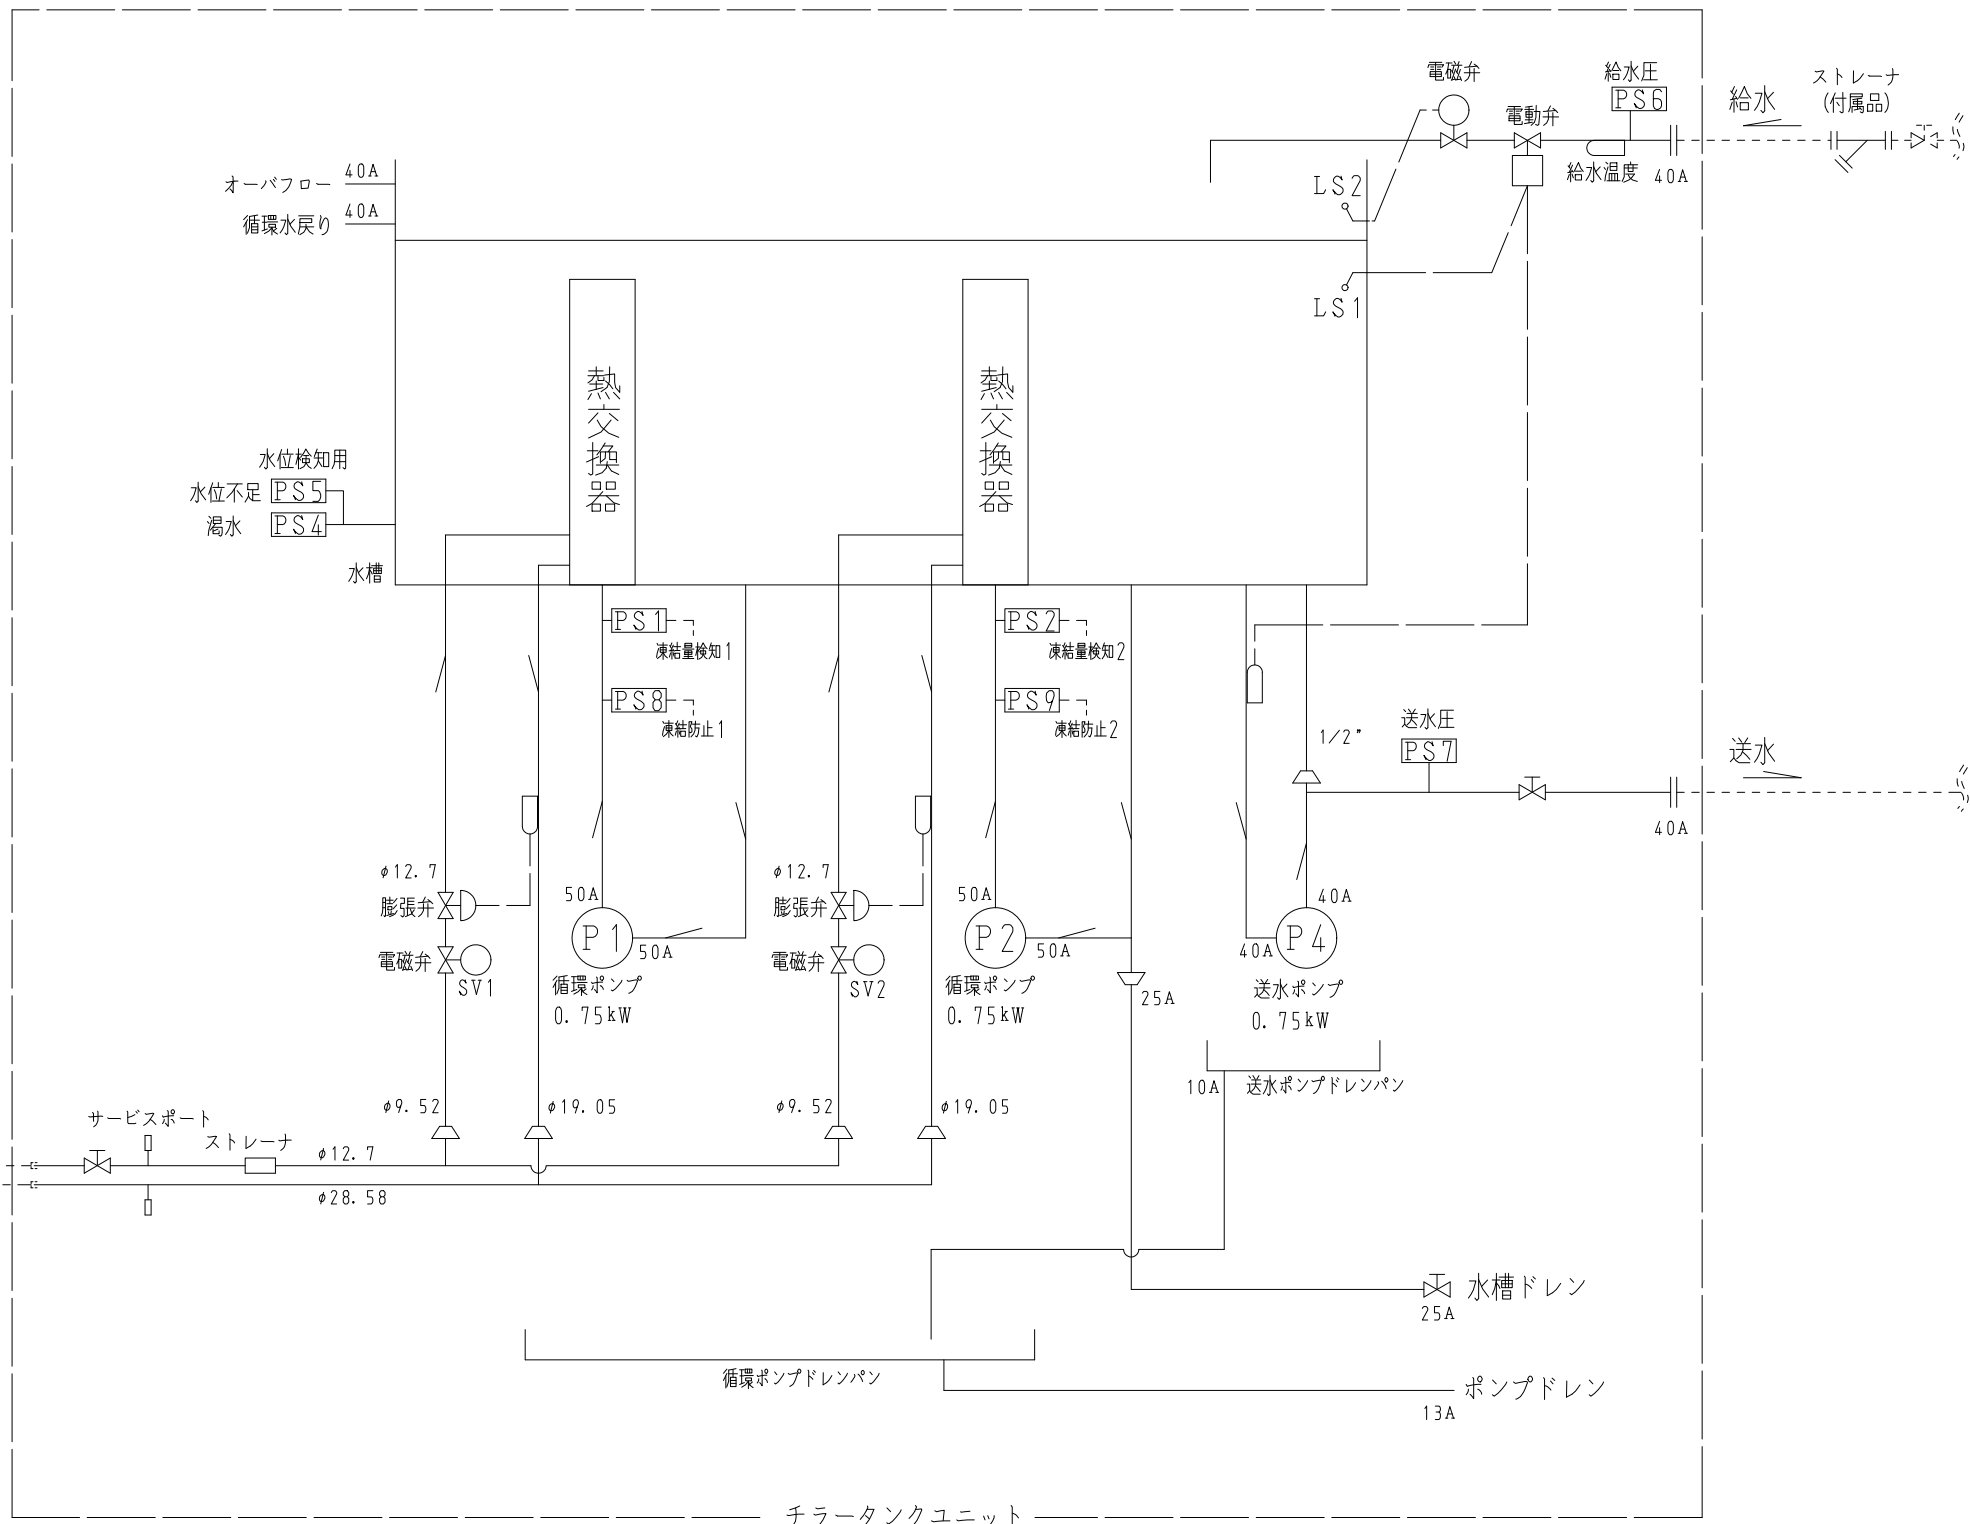 電磁弁
給水圧
PS6
給水
ストレーナ
(付属品)
電動弁
給水温度
40A
オーバフロー
40A
循環水戻り
40A
LS2
LS1
熱交換器
熱交換器
水位検知用
水位不足
PS5
渇水
PS4
水槽
PS1
凍結量検知1
PS8
凍結防止1
PS2
凍結量検知2
PS9
凍結防止2
1/2"
送水圧
PS7
送水
40A
φ12.7
膨張弁
電磁弁
SV1
50A
P1
50A
循環ポンプ
0.75kW
φ12.7
膨張弁
電磁弁
SV2
50A
P2
50A
循環ポンプ
0.75kW
25A
40A
P4
40A
送水ポンプ
0.75kW
10A
送水ポンプドレンパン
φ9.52
φ19.05
φ9.52
φ19.05
サービスポート
ストレーナ
φ12.7
φ28.58
水槽ドレン
25A
循環ポンプドレンパン
ポンプドレン
13A
チラータンクユニット